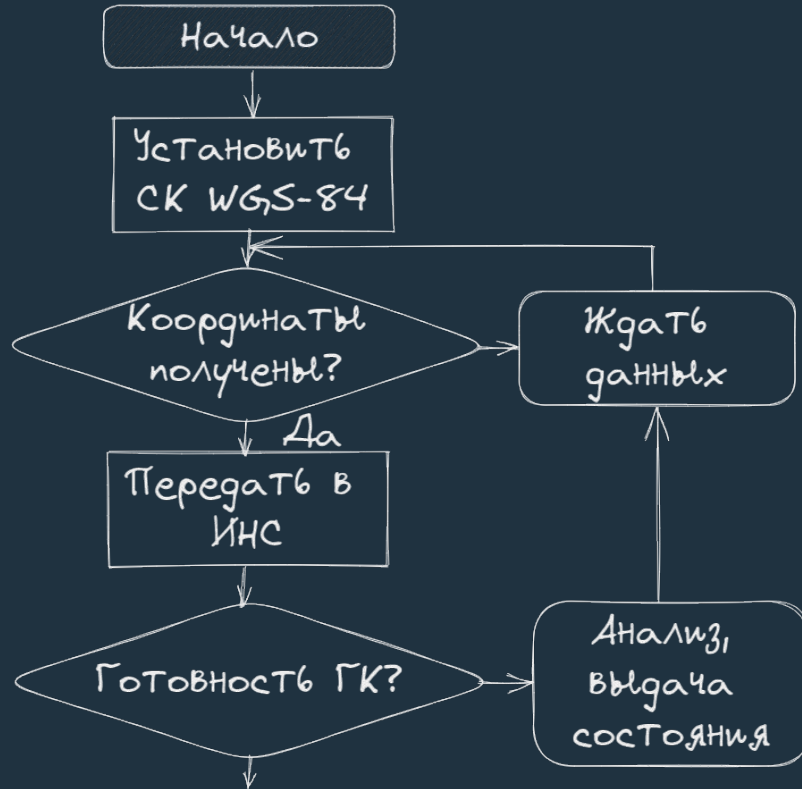 Начало
Установить
СК WGS-84
Координаты
получены?
Ждать
данных
Да
Передать в
ИНС
Готовность ГК?
Анализ,
выдача
состояния